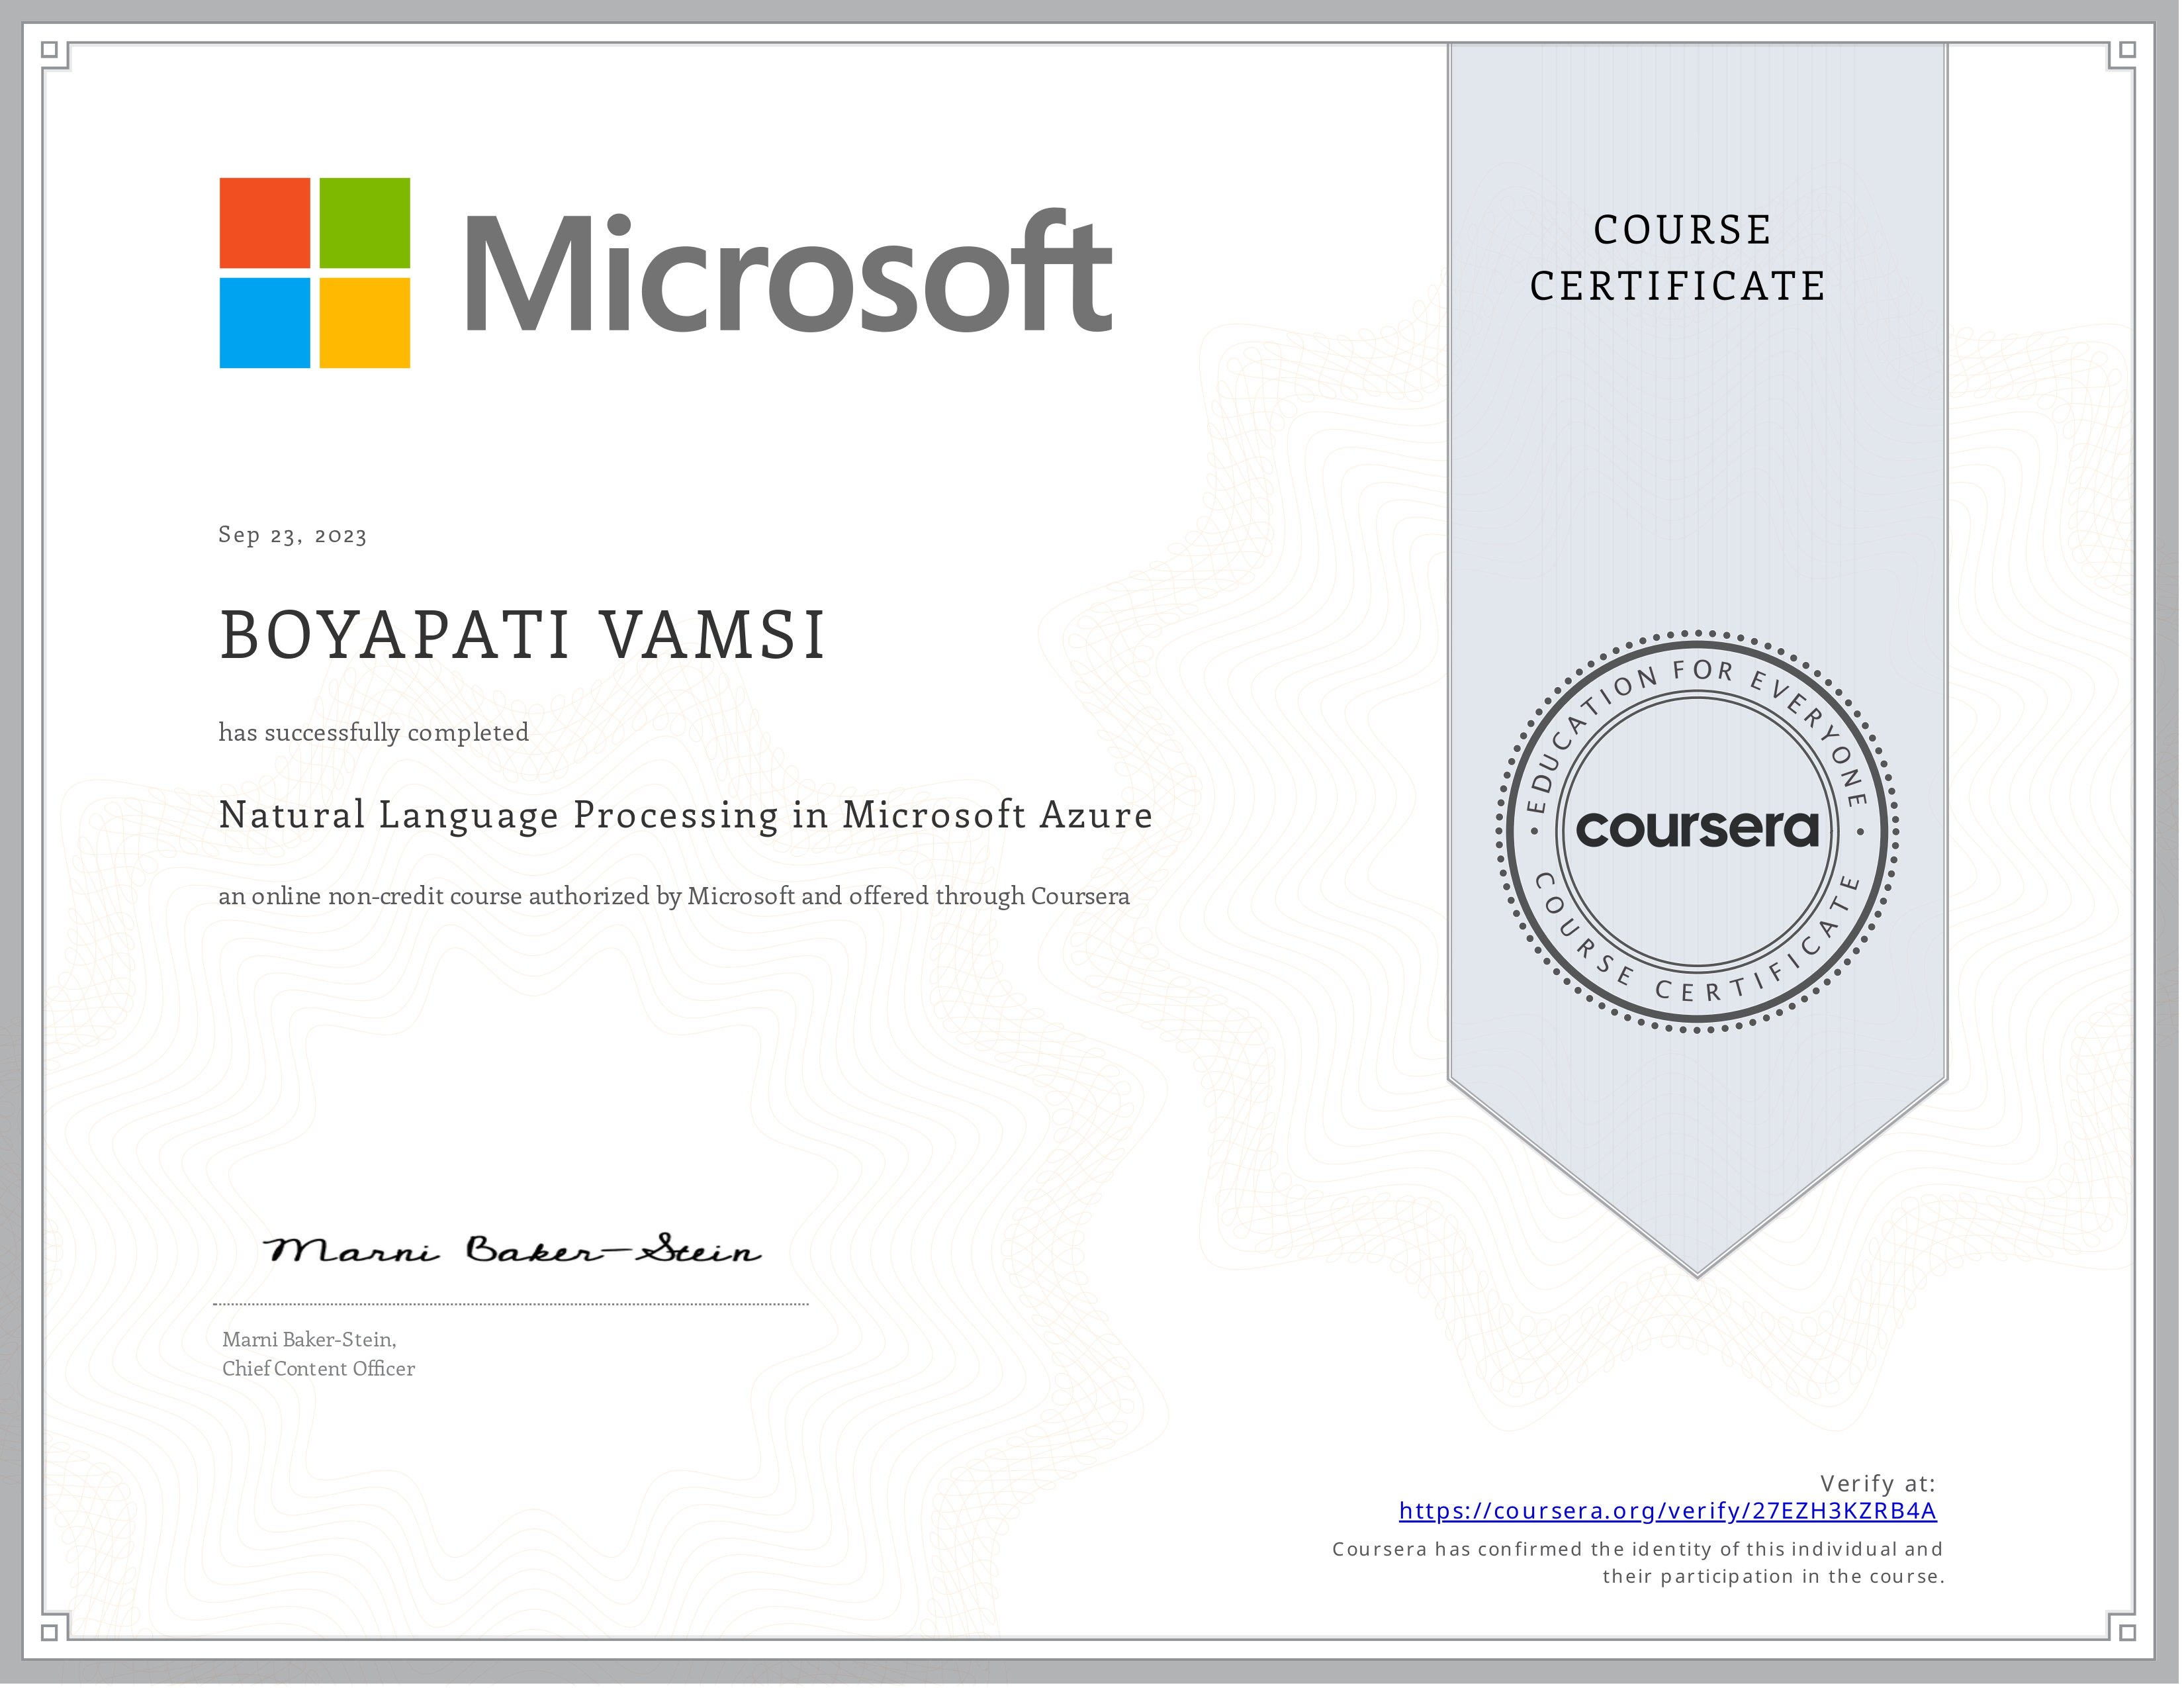 Microsoft
COURSE
CERTIFICATE
Sep 23, 2023
BOYAPATI VAMSI
has successfully completed
Natural Language Processing in Microsoft Azure
an online non-credit course authorized by Microsoft and offered through Coursera
EDUCATION FOR EVERYONE
coursera
COURSE CERTIFICATE
Marni Baker-Stein
Marni Baker-Stein,
Chief Content Officer
Verify at:
https://coursera.org/verify/27EZH3KZRB4A
Coursera has confirmed the identity of this individual and
their participation in the course.